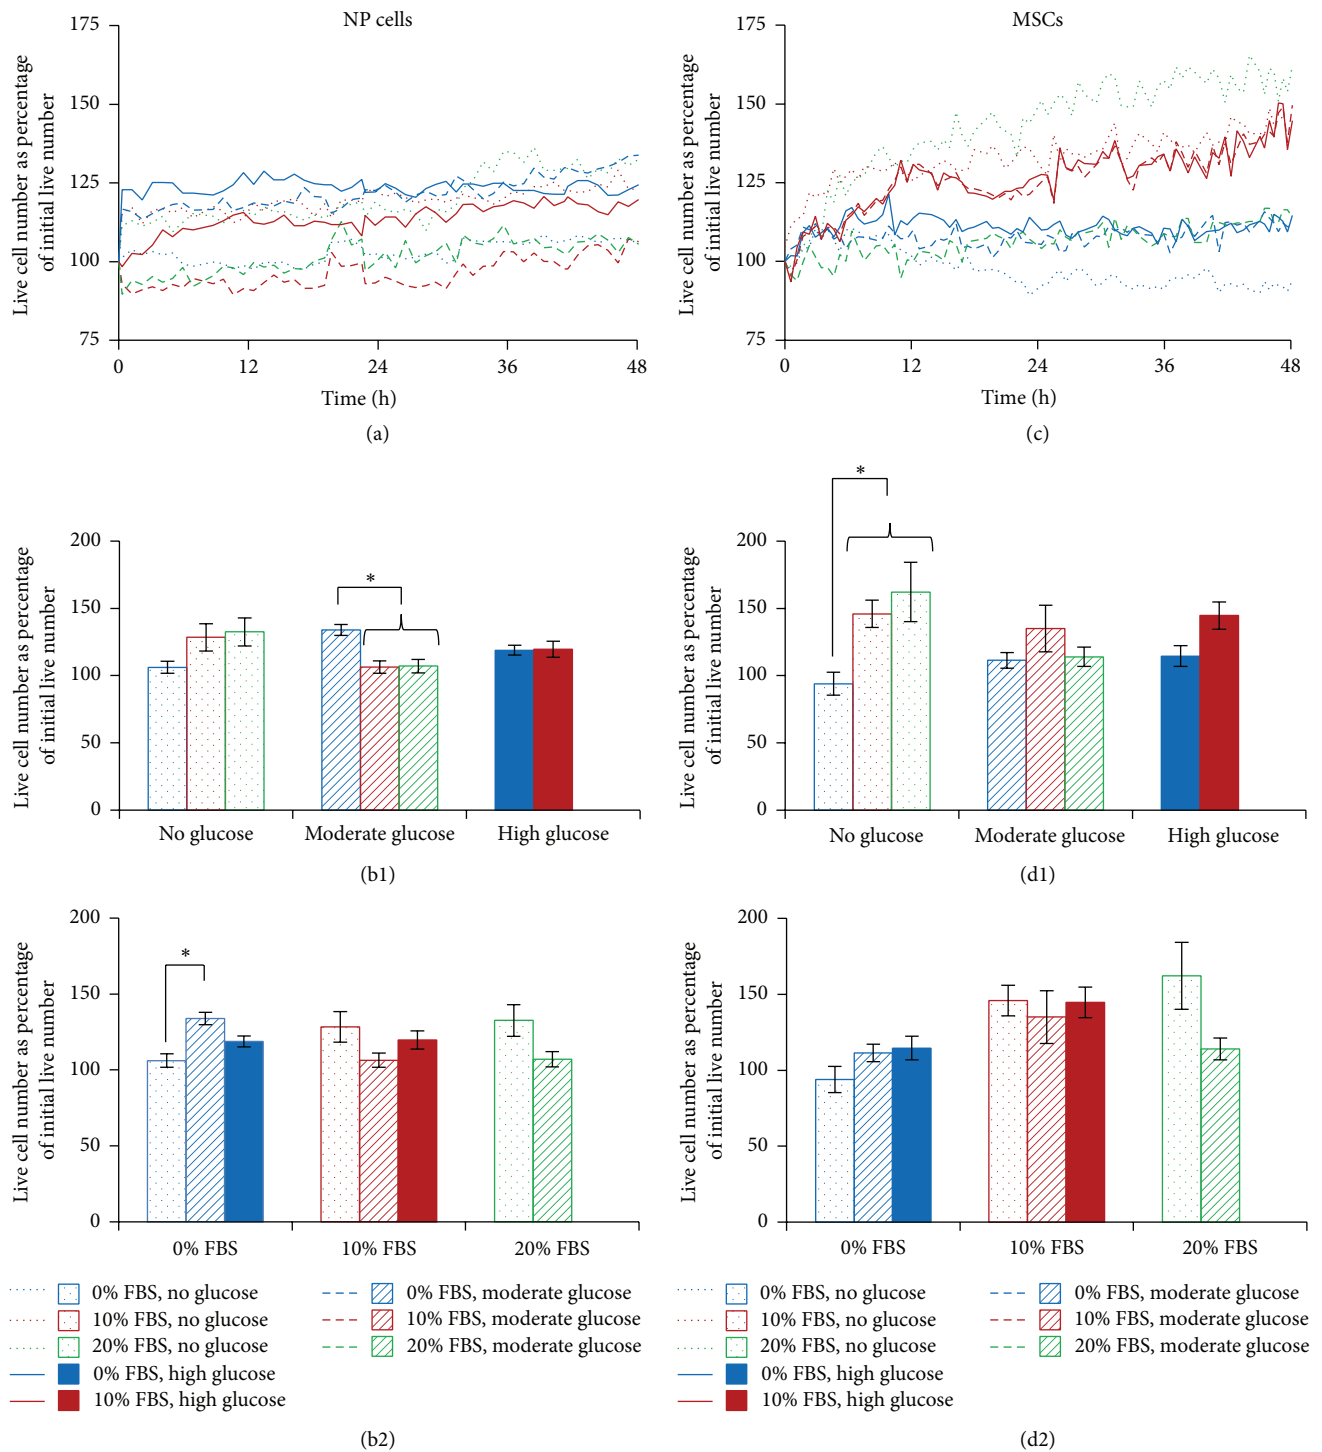 NP cells
Live cell number as percentage
of initial live number
175
150
125
100
75
0
12
24
36
48
Time (h)
(a)
MSCs
Live cell number as percentage
of initial live number
175
150
125
100
75
0
12
24
36
48
Time (h)
(c)
Live cell number as percentage
of initial live number
200
150
100
50
0
*
No glucose
Moderate glucose
High glucose
(b1)
Live cell number as percentage
of initial live number
200
150
100
50
0
*
No glucose
Moderate glucose
High glucose
(d1)
Live cell number as percentage
of initial live number
200
150
100
50
0
*
0% FBS
10% FBS
20% FBS
0% FBS, no glucose
10% FBS, no glucose
20% FBS, no glucose
0% FBS, high glucose
10% FBS, high glucose
0% FBS, moderate glucose
10% FBS, moderate glucose
20% FBS, moderate glucose
(b2)
Live cell number as percentage
of initial live number
200
150
100
50
0
0% FBS
10% FBS
20% FBS
0% FBS, no glucose
10% FBS, no glucose
20% FBS, no glucose
0% FBS, high glucose
10% FBS, high glucose
0% FBS, moderate glucose
10% FBS, moderate glucose
20% FBS, moderate glucose
(d2)